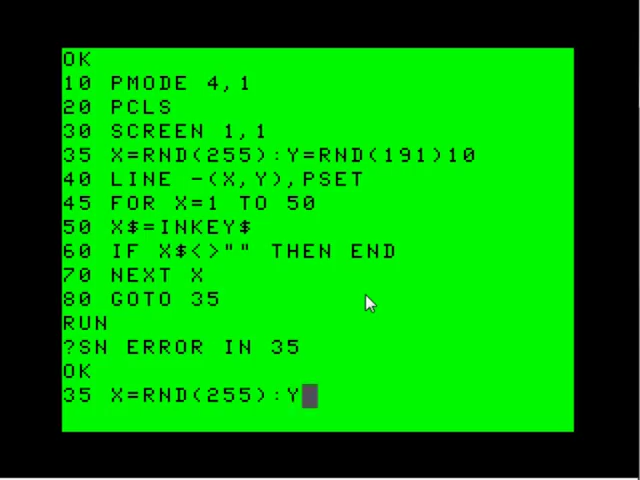 OK
10 PMODE 4,1
20 PCLS
30 SCREEN 1,1
35 X=RND(255):Y=RND(191)10
40 LINE -(X,Y),PSET
45 FOR X=1 TO 50
50 X$=INKEY$
60 IF X$<>"" THEN END
70 NEXT X
80 GOTO 35
RUN
?SN ERROR IN 35
OK
35 X=RND(255):Y